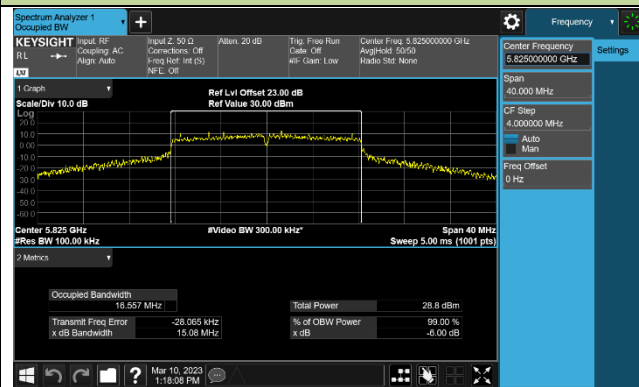 Spectrum Analyzer 1
Occupied BW
Frequency
KEYSIGHT
RL
LXI
Input: RF
Coupling: AC
Align: Auto
Input Z: 50 Ω
Corrections: Off
Freq Ref: Int (S)
NFE: Off
Atten: 20 dB
Trig: Free Run
Gate: Off
#IF Gain: Low
Center Freq: 5.825000000 GHz
Avg|Hold: 50/50
Radio Std: None
Center Frequency
5.825000000 GHz
Settings
Span
40.000 MHz
CF Step
4.000000 MHz
Auto
Man
Freq Offset
0 Hz
1 Graph
Scale/Div 10.0 dB
Ref Lvl Offset 23.00 dB
Ref Value 30.00 dBm
Log
20.0
10.0
0.00
-10.0
-20.0
-30.0
-40.0
-50.0
-60.0
Center 5.825 GHz
#Res BW 100.00 kHz
#Video BW 300.00 kHz*
Span 40 MHz
Sweep 5.00 ms (1001 pts)
2 Metrics
Occupied Bandwidth
16.557 MHz
Total Power 28.8 dBm
Transmit Freq Error -28.065 kHz
% of OBW Power 99.00 %
x dB Bandwidth 15.08 MHz
x dB -6.00 dB
?
Mar 10, 2023
1:18:08 PM